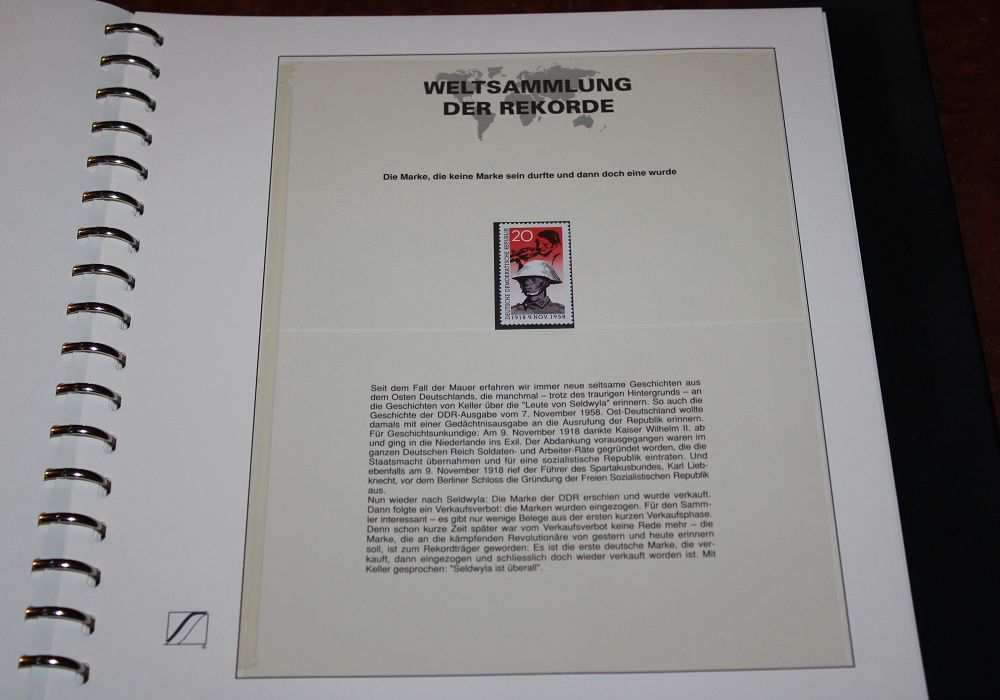 WELTSAMMLUNG
DER REKORDE
Die Marke, die keine Marke sein durfte und dann doch eine wurde
20
DEUTSCHE DEMOKRATISCHE REPUBLIK
1918 9. NOV. 1958
Seit dem Fall der Mauer erfahren wir immer neue seltsame Geschichten aus
dem Osten Deutschlands, die manchmal – trotz des traurigen Hintergrunds – an
die Geschichten von Keller über die "Leute von Seldwyla" erinnern. So auch die
Geschichte der DDR-Ausgabe vom 7. November 1958. Ost-Deutschland wollte
damals mit einer Gedächtnisausgabe an die Ausrufung der Republik erinnern.
Für Geschichtsunkundige: Am 9. November 1918 dankte Kaiser Wilhelm II. ab
und ging in die Niederlande ins Exil. Der Abdankung vorausgegangen waren im
ganzen Deutschen Reich Soldaten- und Arbeiter-Räte gegründet worden, die die
Staatsmacht übernahmen und für eine sozialistische Republik eintraten. Und
ebenfalls am 9. November 1918 rief der Führer des Spartakusbundes, Karl Lieb-
knecht, vor dem Berliner Schloss die Gründung der Freien Sozialistischen Republik
aus.
Nun wieder nach Seldwyla: Die Marke der DDR erschien und wurde verkauft.
Dann folgte ein Verkaufsverbot: die Marken wurden eingezogen. Für den Samm-
ler interessant – es gibt nur wenige Belege aus der ersten kurzen Verkaufsphase.
Denn schon kurze Zeit später war vom Verkaufsverbot keine Rede mehr – die
Marke, die an die kämpfenden Revolutionäre von gestern und heute erinnern
soll, ist zum Rekordträger geworden: Es ist die erste deutsche Marke, die ver-
kauft, dann eingezogen und schliesslich doch wieder verkauft worden ist. Mit
Keller gesprochen: "Seldwyla ist überall".